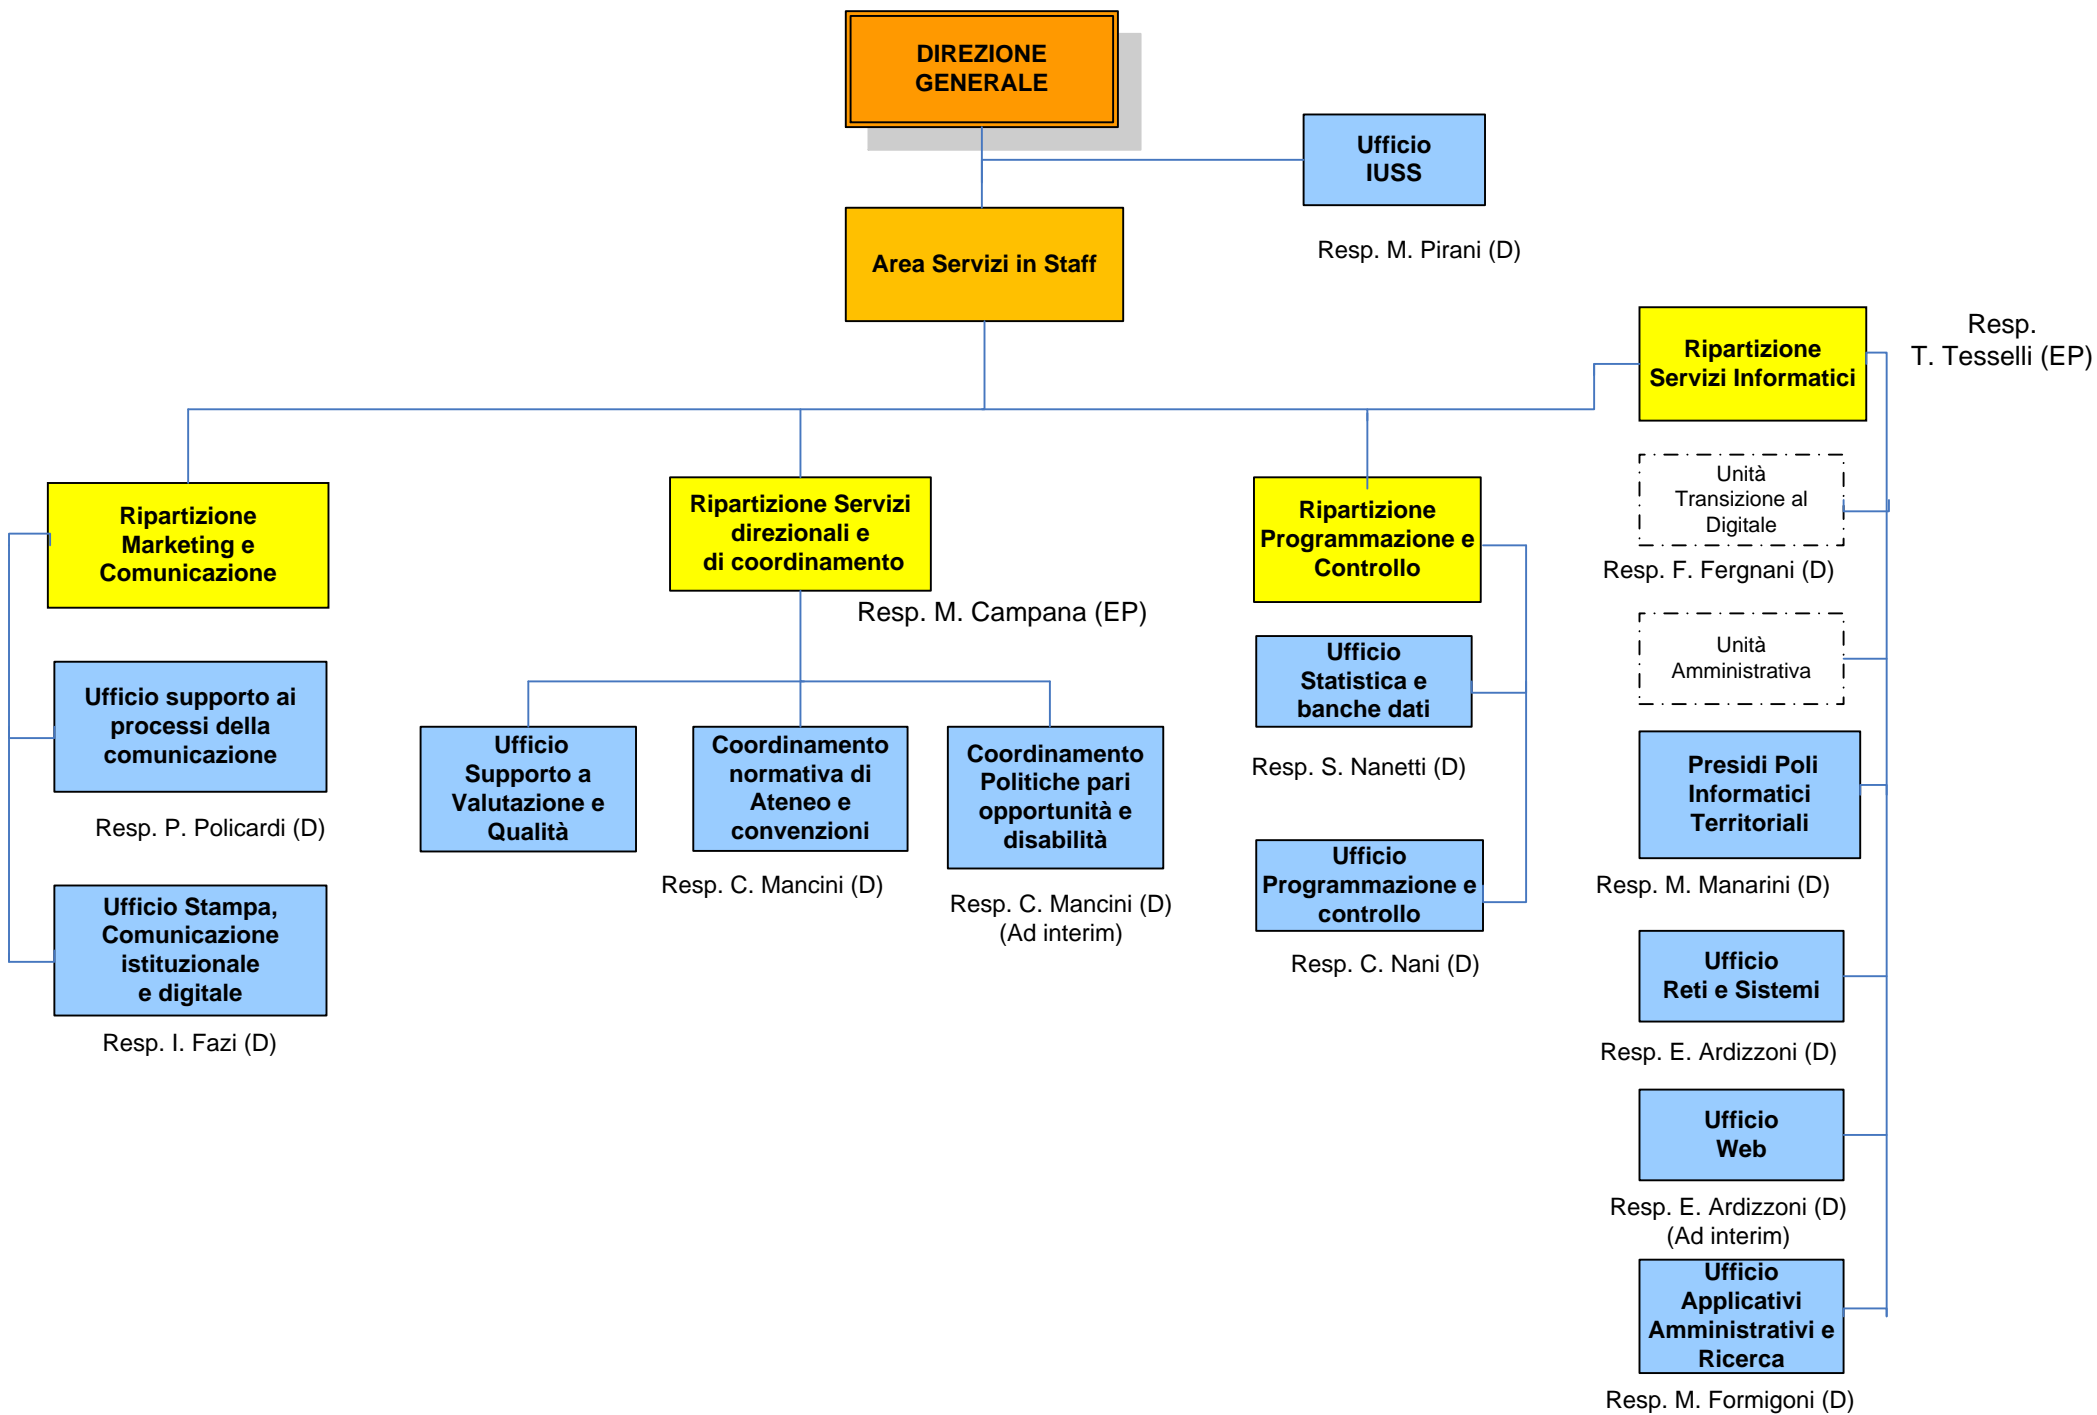 DIREZIONE
GENERALE
Ufficio
IUSS
Resp. M. Pirani (D)
Area Servizi in Staff
Ripartizione
Servizi Informatici
Resp.
T. Tesselli (EP)
Ripartizione
Marketing e
Comunicazione
Ufficio supporto ai
processi della
comunicazione
Resp. P. Policardi (D)
Ufficio Stampa,
Comunicazione
istituzionale
e digitale
Resp. I. Fazi (D)
Ripartizione Servizi
direzionali e
di coordinamento
Resp. M. Campana (EP)
Ufficio
Supporto a
Valutazione e
Qualità
Coordinamento
normativa di
Ateneo e
convenzioni
Resp. C. Mancini (D)
Coordinamento
Politiche pari
opportunità e
disabilità
Resp. C. Mancini (D)
(Ad interim)
Ripartizione
Programmazione e
Controllo
Ufficio
Statistica e
banche dati
Resp. S. Nanetti (D)
Ufficio
Programmazione e
controllo
Resp. C. Nani (D)
Unità
Transizione al
Digitale
Resp. F. Fergnani (D)
Unità
Amministrativa
Presidi Poli
Informatici
Territoriali
Resp. M. Manarini (D)
Ufficio
Reti e Sistemi
Resp. E. Ardizzoni (D)
Ufficio
Web
Resp. E. Ardizzoni (D)
(Ad interim)
Ufficio
Applicativi
Amministrativi e
Ricerca
Resp. M. Formigoni (D)